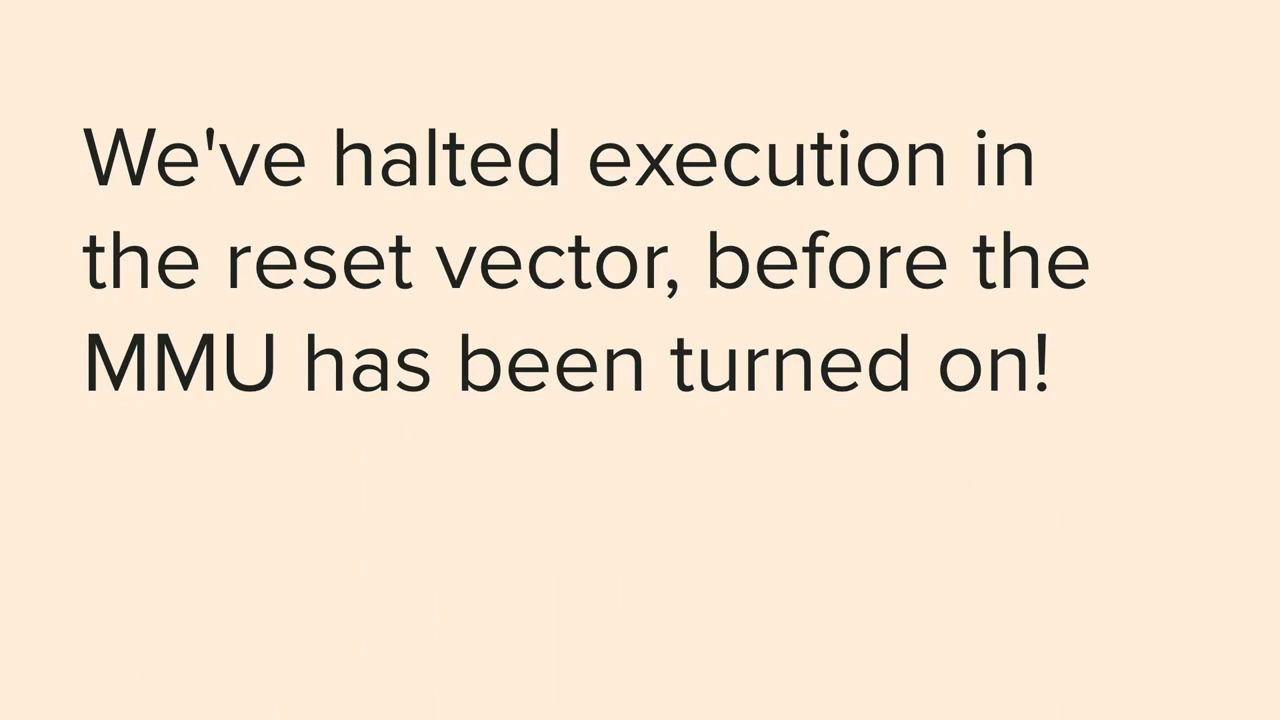 We've halted execution in
the reset vector, before the
MMU has been turned on!